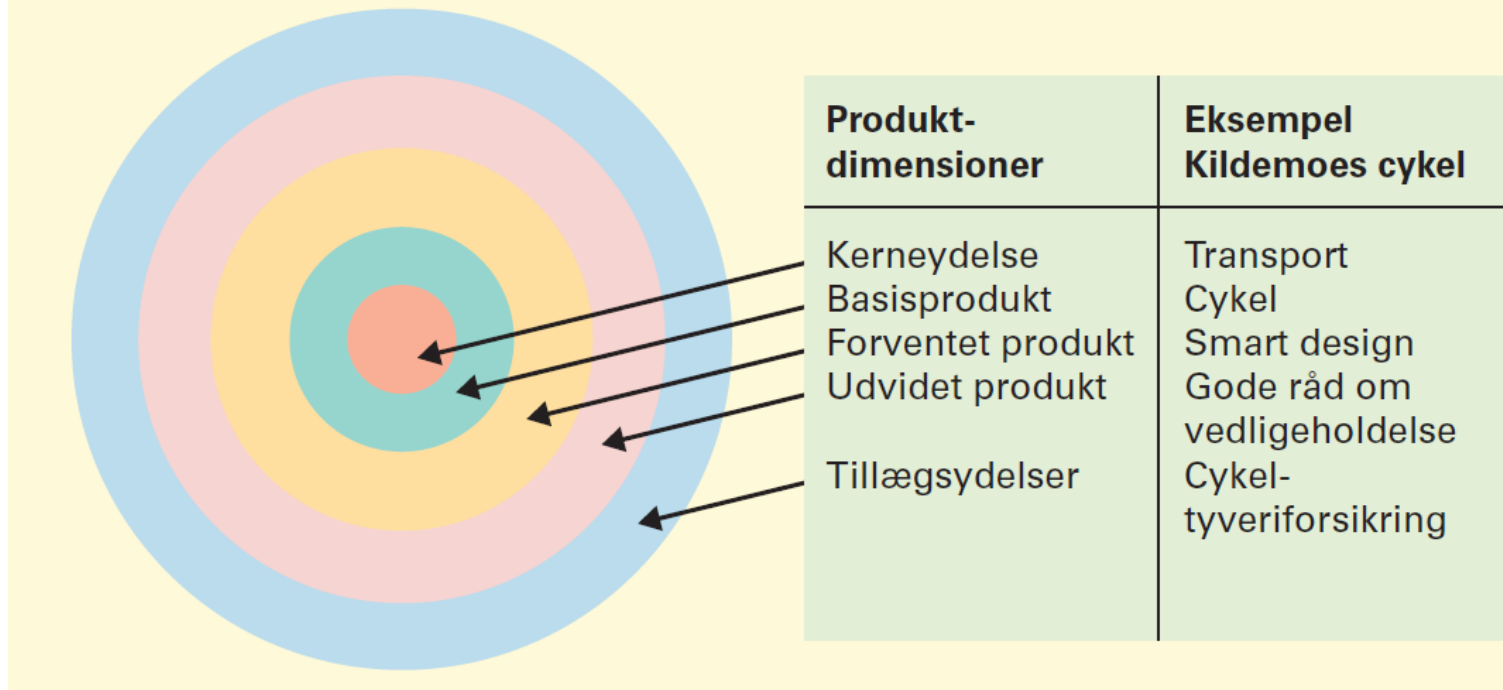 Produkt-
dimensioner
Eksempel
Kildemoes cykel
Kerneydelse
Transport
Basisprodukt
Cykel
Forventet produkt
Smart design
Udvidet produkt
Gode råd om
vedligeholdelse
Tillægsydelser
Cykel-
tyveriforsikring